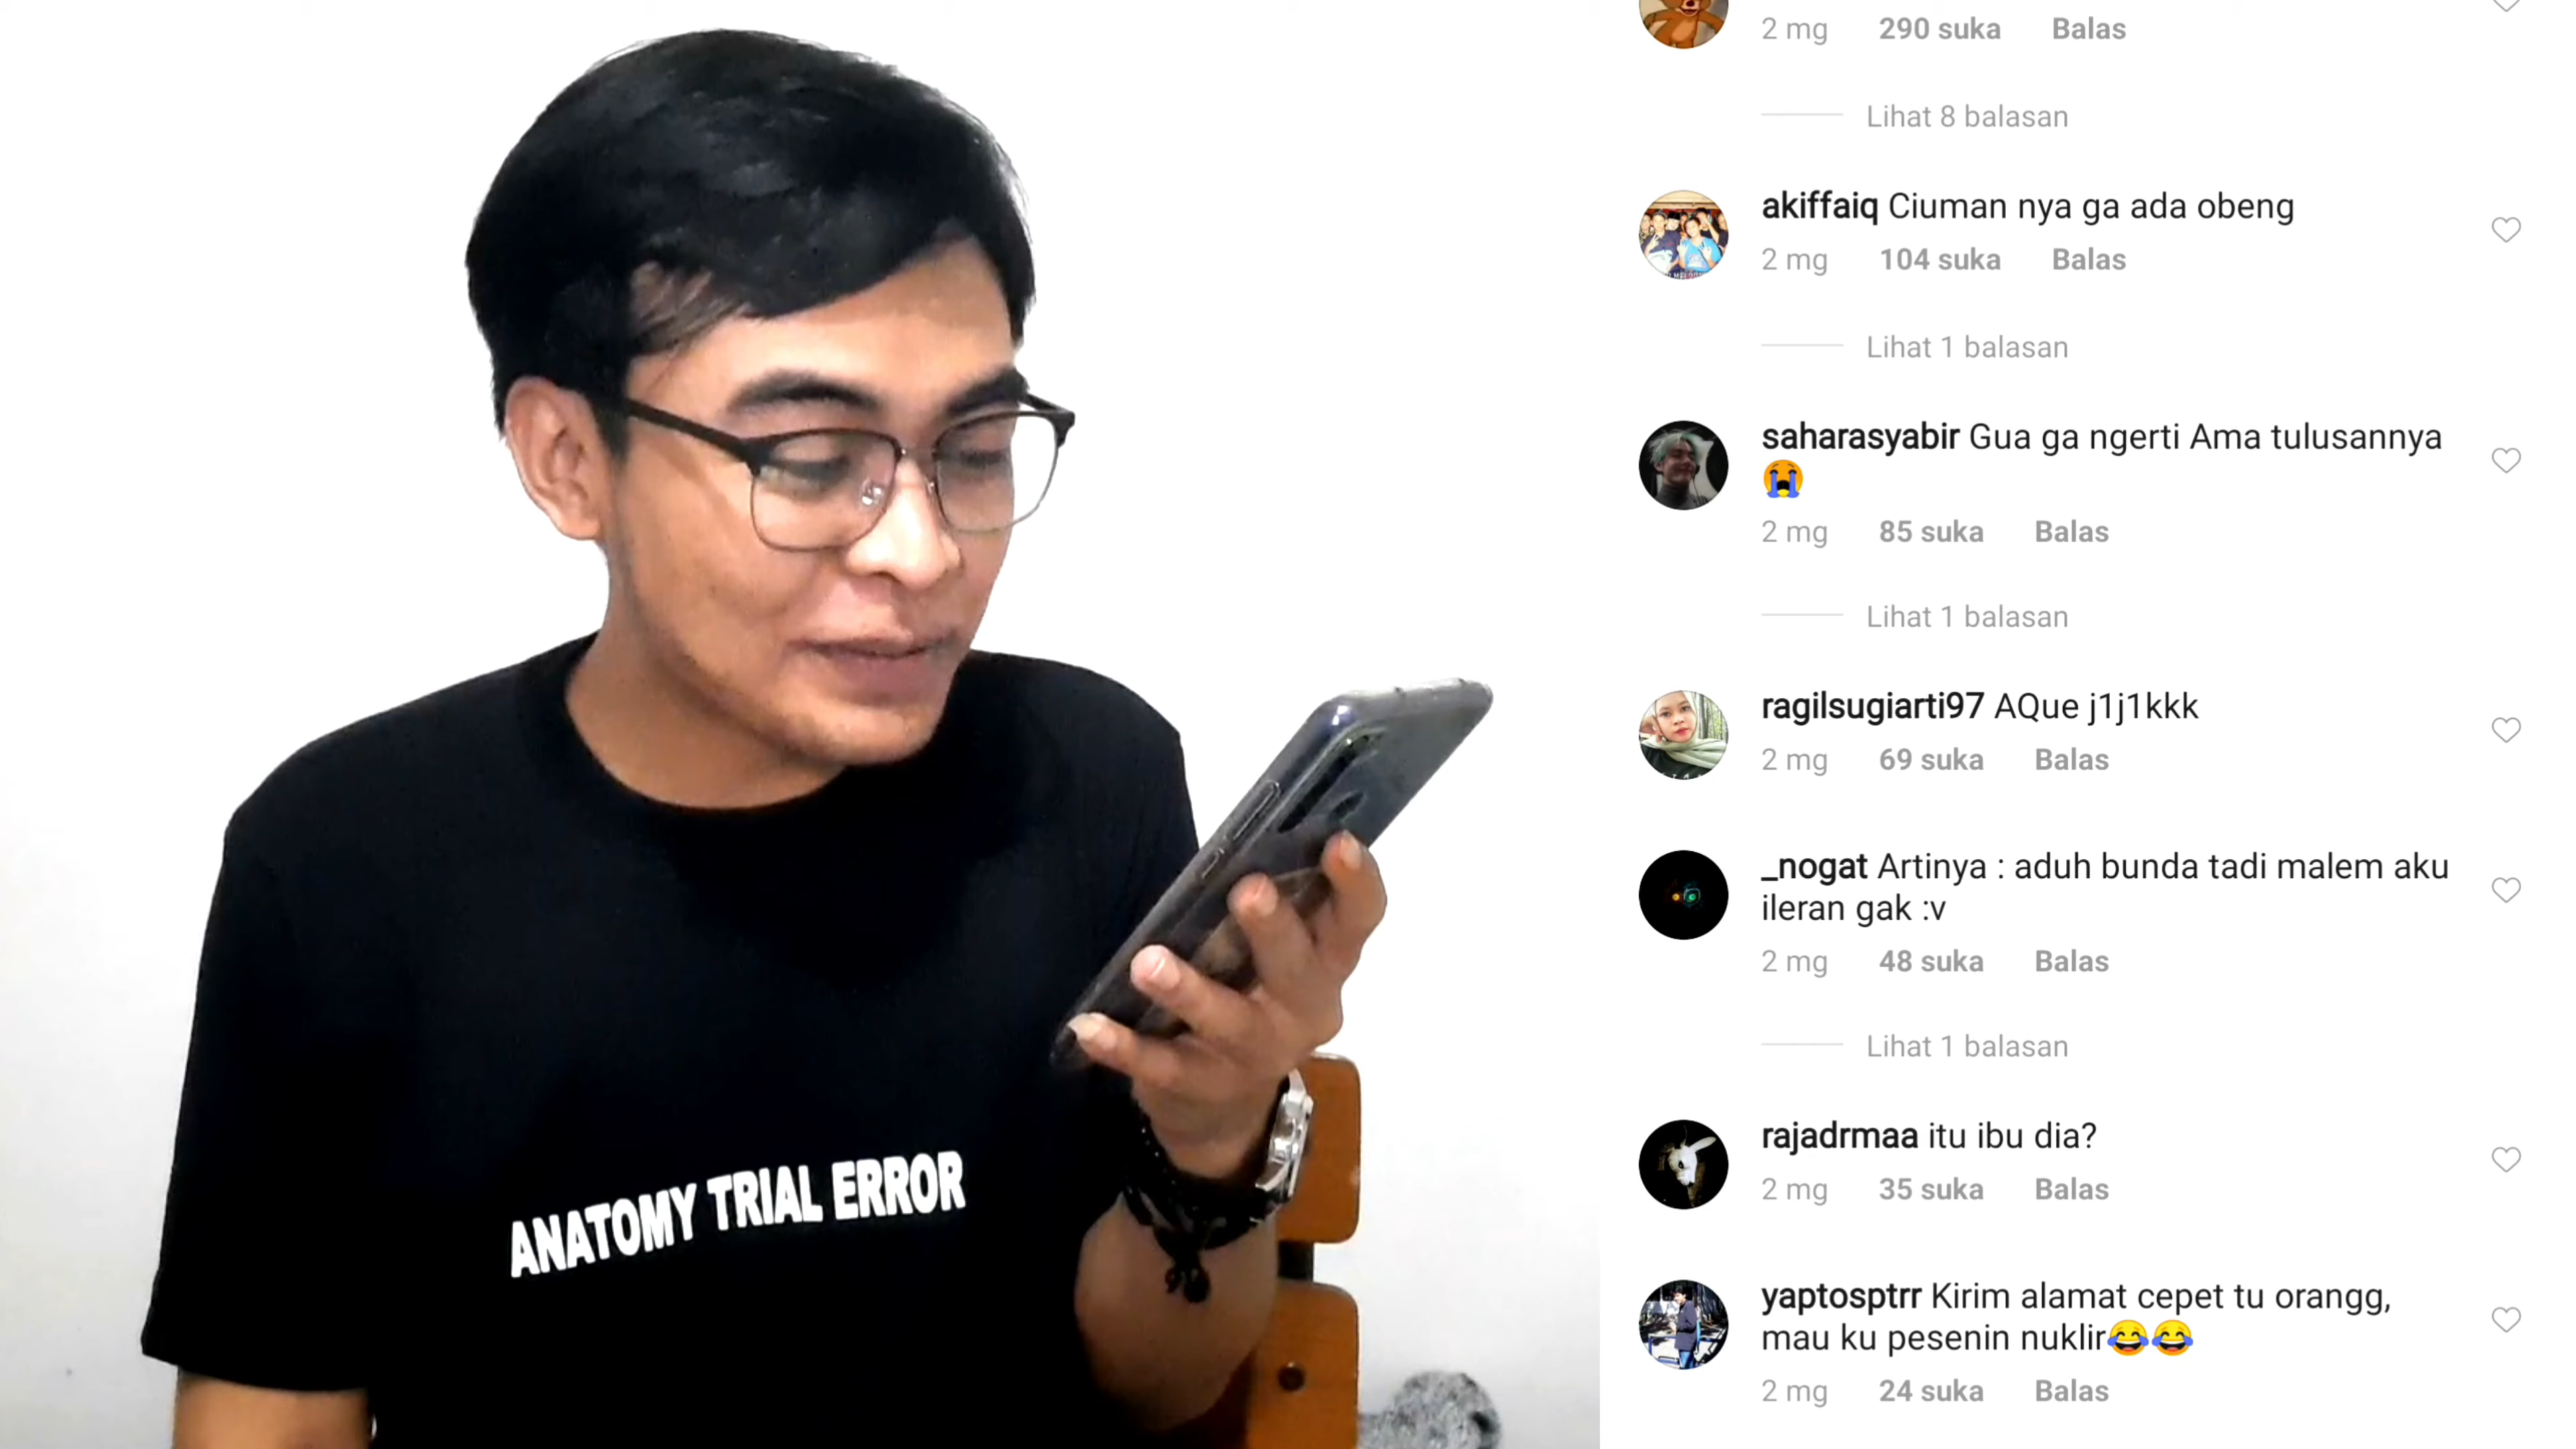 ANATOMY TRIAL ERROR
2 mg 290 suka Balas
Lihat 8 balasan
akiffaiq Ciuman nya ga ada obeng
2 mg 104 suka Balas
Lihat 1 balasan
saharasyabir Gua ga ngerti Ama tulusannya
😭
2 mg 85 suka Balas
Lihat 1 balasan
ragilsugiarti97 AQue j1j1kkk
2 mg 69 suka Balas
_nogat Artinya : aduh bunda tadi malem aku
ileran gak :v
2 mg 48 suka Balas
Lihat 1 balasan
rajadrmaa itu ibu dia?
2 mg 35 suka Balas
yaptosptrr Kirim alamat cepet tu orangg,
mau ku pesenin nuklir😂😂
2 mg 24 suka Balas